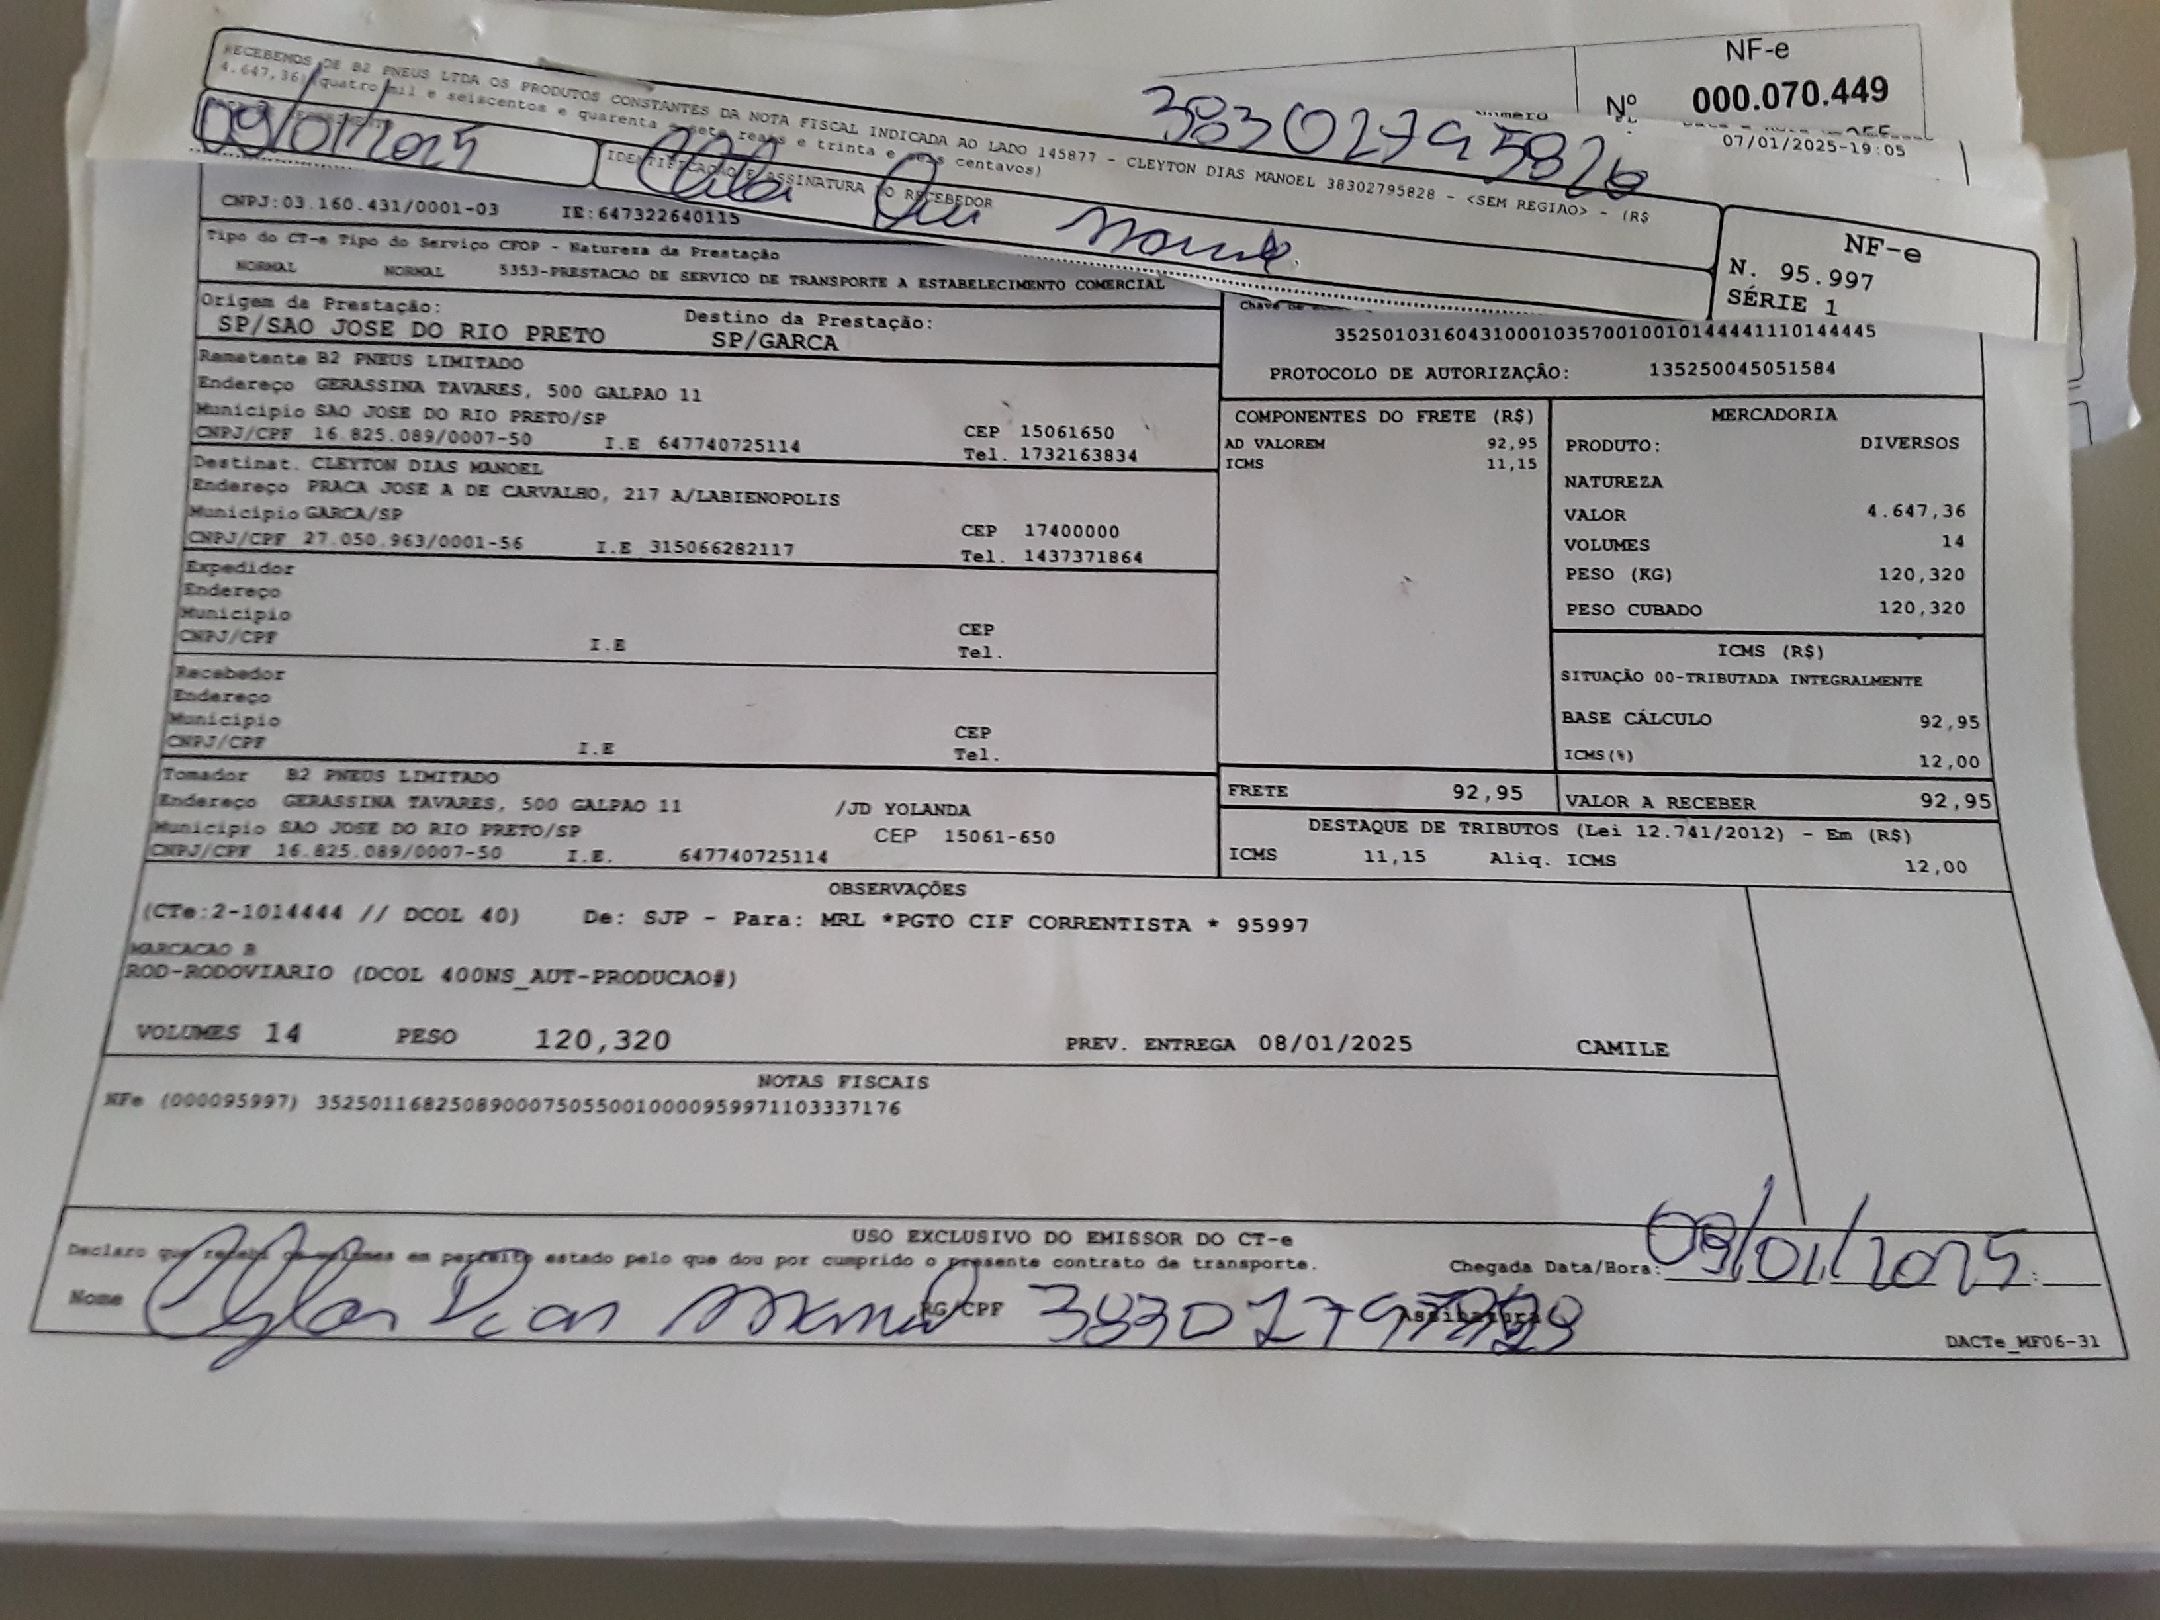 NF-e
Nº 000.070.449
07/01/2025-19:05
RECEBEMOS DE B2 PNEUS LTDA OS PRODUTOS CONSTANTES DA NOTA FISCAL INDICADA AO LADO 145877 - CLEYTON DIAS MANOEL 38302795828 - <SEM REGIAO> - (R$
4.647,36 (quatro mil e seiscentos e quarenta e sete reais e trinta e seis centavos)
38302795828
09/01/2025
IDENTIFICAÇÃO E ASSINATURA DO RECEBEDOR
NF-e
N. 95.997
SÉRIE 1
CNPJ:03.160.431/0001-03 IE:647322640115
Tipo do CT-e Tipo do Serviço CFOP - Natureza da Prestação
NORMAL NORMAL 5353-PRESTACAO DE SERVICO DE TRANSPORTE A ESTABELECIMENTO COMERCIAL
Origem da Prestação: Destino da Prestação:
SP/SAO JOSE DO RIO PRETO SP/GARCA
35250103160431000103570010010144441110144445
PROTOCOLO DE AUTORIZAÇÃO: 135250045051584
Remetente B2 PNEUS LIMITADO
Endereço GERASSINA TAVARES, 500 GALPAO 11
Município SAO JOSE DO RIO PRETO/SP CEP 15061650
CNPJ/CPF 16.825.089/0007-50 I.E 647740725114 Tel. 1732163834
Destinat. CLEYTON DIAS MANOEL
Endereço PRACA JOSE A DE CARVALHO, 217 A/LABIENOPOLIS
Município GARCA/SP CEP 17400000
CNPJ/CPF 27.050.963/0001-56 I.E 315066282117 Tel. 1437371864
Expedidor
Endereço
Município CEP
CNPJ/CPF I.E Tel.
Recebedor
Endereço
Município CEP
CNPJ/CPF I.E Tel.
Tomador B2 PNEUS LIMITADO
Endereço GERASSINA TAVARES, 500 GALPAO 11 /JD YOLANDA
Município SAO JOSE DO RIO PRETO/SP CEP 15061-650
CNPJ/CPF 16.825.089/0007-50 I.E. 647740725114
COMPONENTES DO FRETE (R$)
AD VALOREM 92,95
ICMS 11,15
MERCADORIA
PRODUTO: DIVERSOS
NATUREZA
VALOR 4.647,36
VOLUMES 14
PESO (KG) 120,320
PESO CUBADO 120,320
ICMS (R$)
SITUAÇÃO 00-TRIBUTADA INTEGRALMENTE
BASE CÁLCULO 92,95
ICMS(%) 12,00
FRETE 92,95 VALOR A RECEBER 92,95
DESTAQUE DE TRIBUTOS (Lei 12.741/2012) - Em (R$)
ICMS 11,15 Aliq. ICMS 12,00
OBSERVAÇÕES
(CTe:2-1014444 // DCOL 40) De: SJP - Para: MRL *PGTO CIF CORRENTISTA * 95997
MARCACAO B
ROD-RODOVIARIO (DCOL 400NS_AUT-PRODUCAO#)
VOLUMES 14 PESO 120,320 PREV. ENTREGA 08/01/2025 CAMILE
NOTAS FISCAIS
NFe (000095997) 35250116825089000750550010000959971103337176
USO EXCLUSIVO DO EMISSOR DO CT-e
Declaro que recebi os volumes em perfeito estado pelo que dou por cumprido o presente contrato de transporte. Chegada Data/Hora: 09/01/2025 :
Nome Cleyton Dias Manoel RG/CPF Assinatura
DACTe_MF06-31